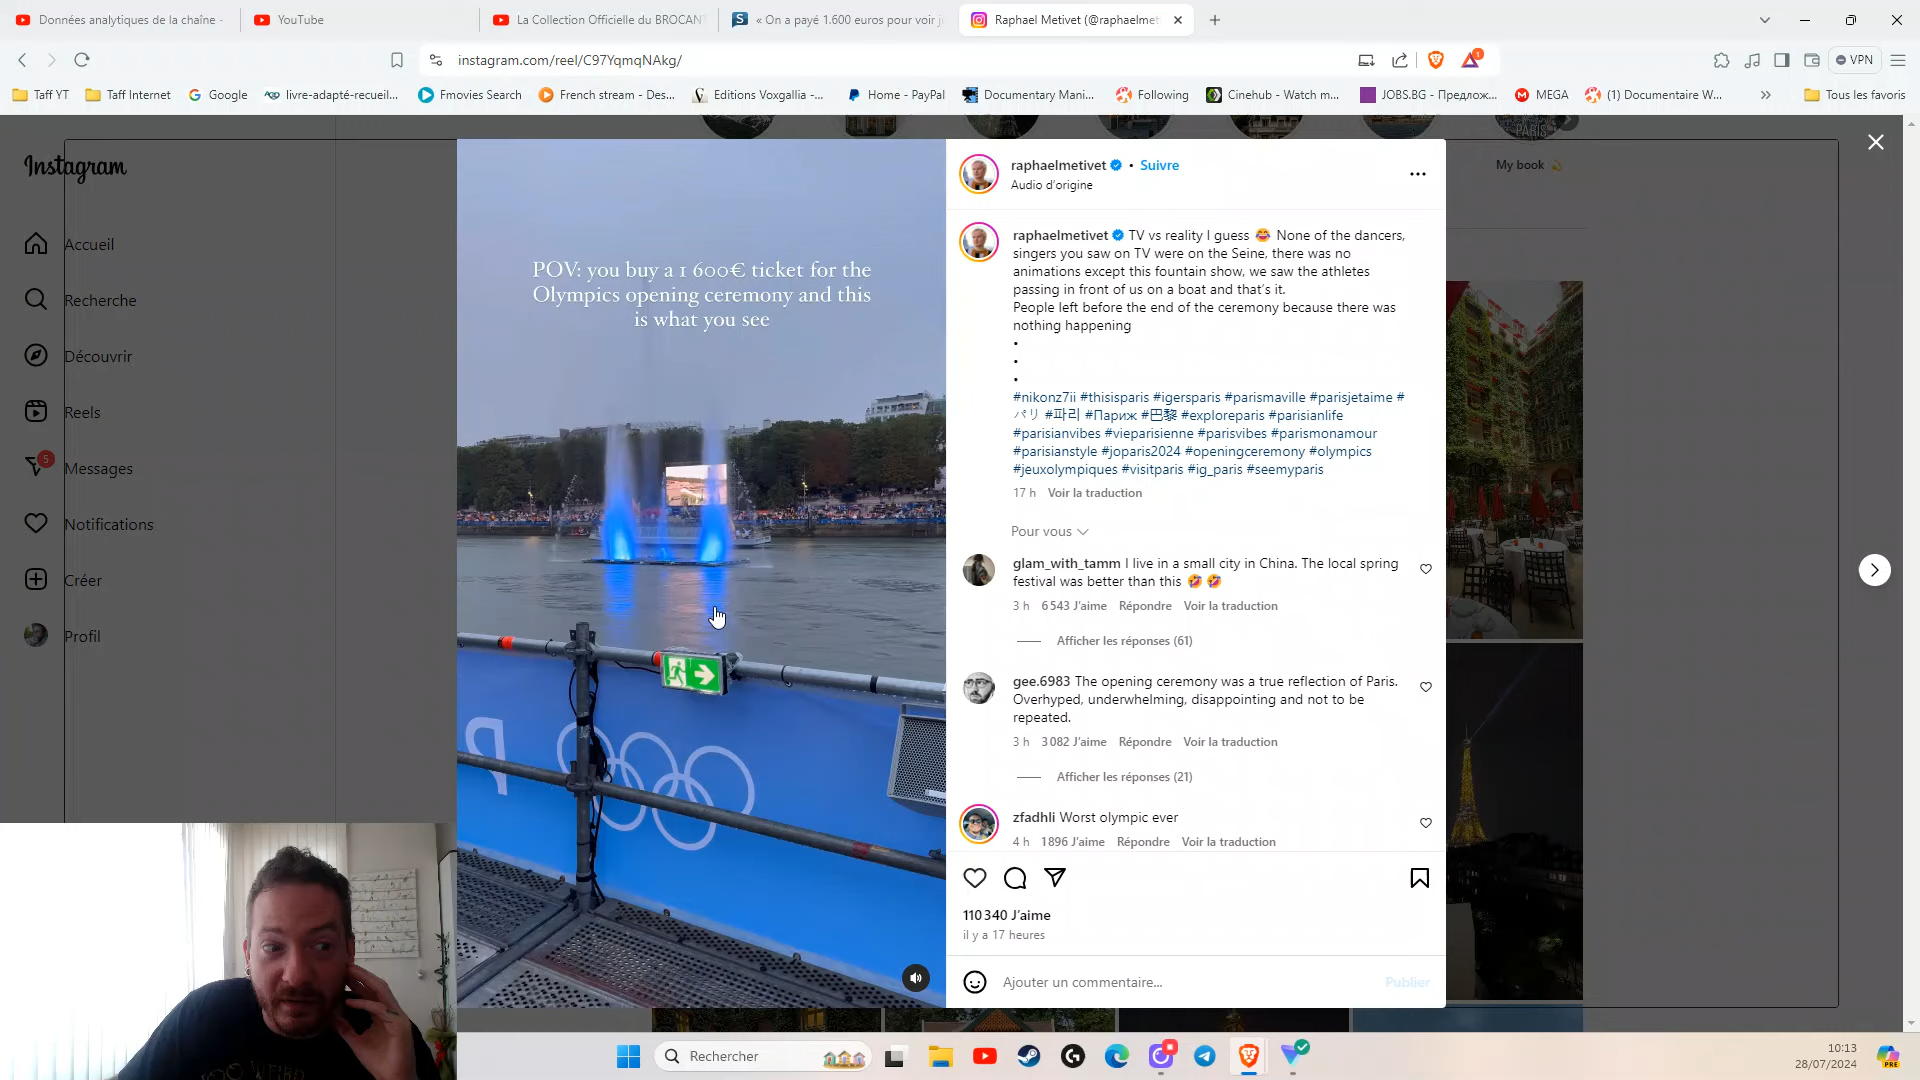 Données analytiques de la chaîne -
YouTube
La Collection Officielle du BROCAN
« On a payé 1.600 euros pour voir j
Raphael Metivet (@raphaelmet
instagram.com/reel/C97YqmqNAkg/
1
VPN
Taff YT
Taff Internet
Google
livre-adapté-recueil...
Fmovies Search
French stream - Des...
Editions Voxgallia -...
Home - PayPal
Documentary Mani...
Following
Cinehub - Watch m...
JOBS.BG - Предлож...
MEGA
(1) Documentaire W...
Tous les favoris
Instagram
Accueil
Recherche
Découvrir
Reels
5
Messages
Notifications
Créer
Profil
PARIS
My book
POV: you buy a 1 600€ ticket for the
Olympics opening ceremony and this
is what you see
raphaelmetivet • Suivre
Audio d'origine
raphaelmetivet TV vs reality I guess 😂 None of the dancers,
singers you saw on TV were on the Seine, there was no
animations except this fountain show, we saw the athletes
passing in front of us on a boat and that's it.
People left before the end of the ceremony because there was
nothing happening
•
•
•
#nikonz7ii #thisisparis #igersparis #parismaville #parisjetaime #
パリ #파리 #Париж #巴黎 #exploreparis #parisianlife
#parisianvibes #vieparisienne #parisvibes #parismonamour
#parisianstyle #joparis2024 #openingceremony #olympics
#jeuxolympiques #visitparis #ig_paris #seemyparis
17 h Voir la traduction
Pour vous
glam_with_tamm I live in a small city in China. The local spring
festival was better than this 🤣 🤣
3 h 6 543 J'aime Répondre Voir la traduction
Afficher les réponses (61)
gee.6983 The opening ceremony was a true reflection of Paris.
Overhyped, underwhelming, disappointing and not to be
repeated.
3 h 3 082 J'aime Répondre Voir la traduction
Afficher les réponses (21)
zfadhli Worst olympic ever
4 h 1 896 J'aime Répondre Voir la traduction
110 340 J'aime
il y a 17 heures
Ajouter un commentaire...
Publier
Rechercher
10:13
28/07/2024
PRE